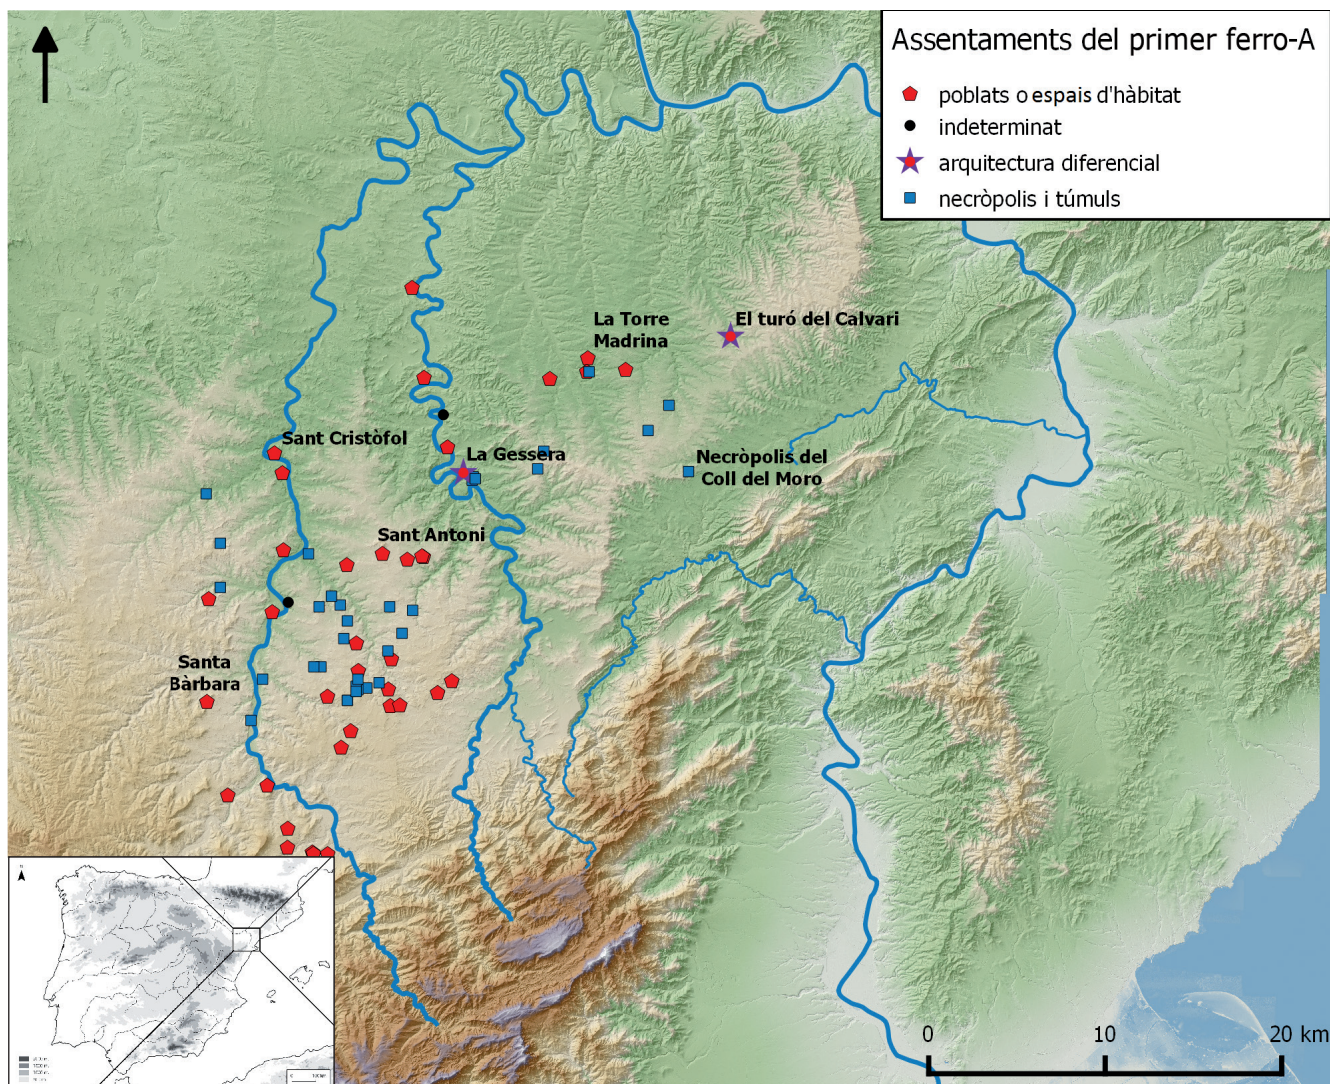 Assentaments del primer ferro-A
poblats o espais d'hàbitat
indeterminat
arquitectura diferencial
necròpolis i túmuls
La Torre
Madrina
El turó del Calvari
Sant Cristòfol
La Gessera
Necròpolis del
Coll del Moro
Sant Antoni
Santa
Bàrbara
0
10
20 km